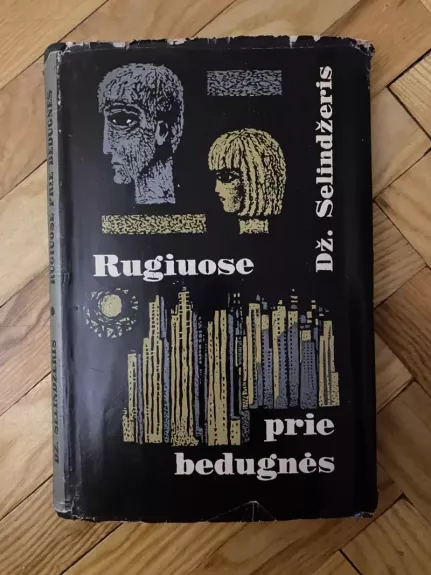 Dž. Selindžeris
Rugiuose
prie
bedugnės
DŽ. SELINDŽERIS • RUGIUOSE PRIE BEDUGNĖS